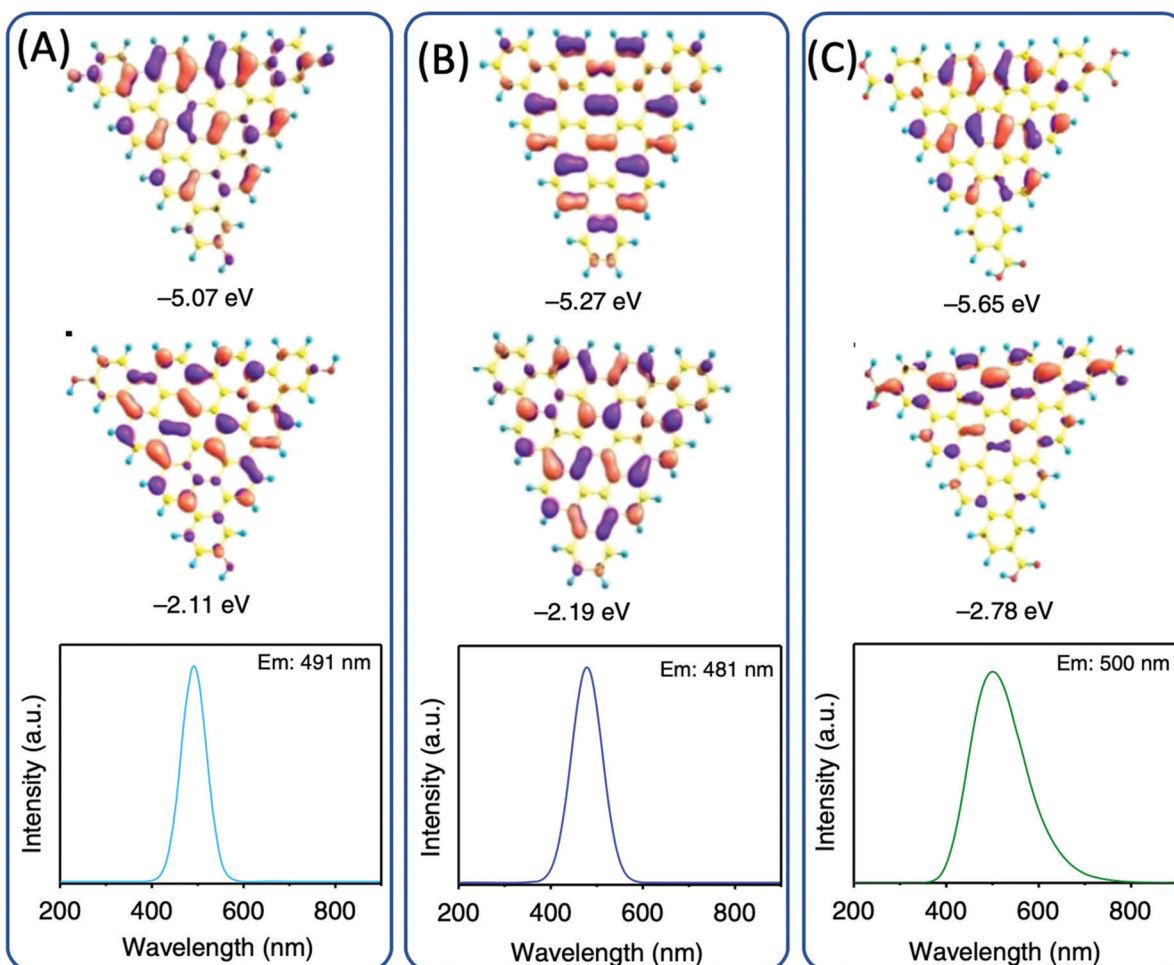 (A)
–5.07 eV
–2.11 eV
Em: 491 nm
Intensity (a.u.)
200 400 600 800
Wavelength (nm)
(B)
–5.27 eV
–2.19 eV
Em: 481 nm
Intensity (a.u.)
200 400 600 800
Wavelength (nm)
(C)
–5.65 eV
–2.78 eV
Em: 500 nm
Intensity (a.u.)
200 400 600 800
Wavelength (nm)